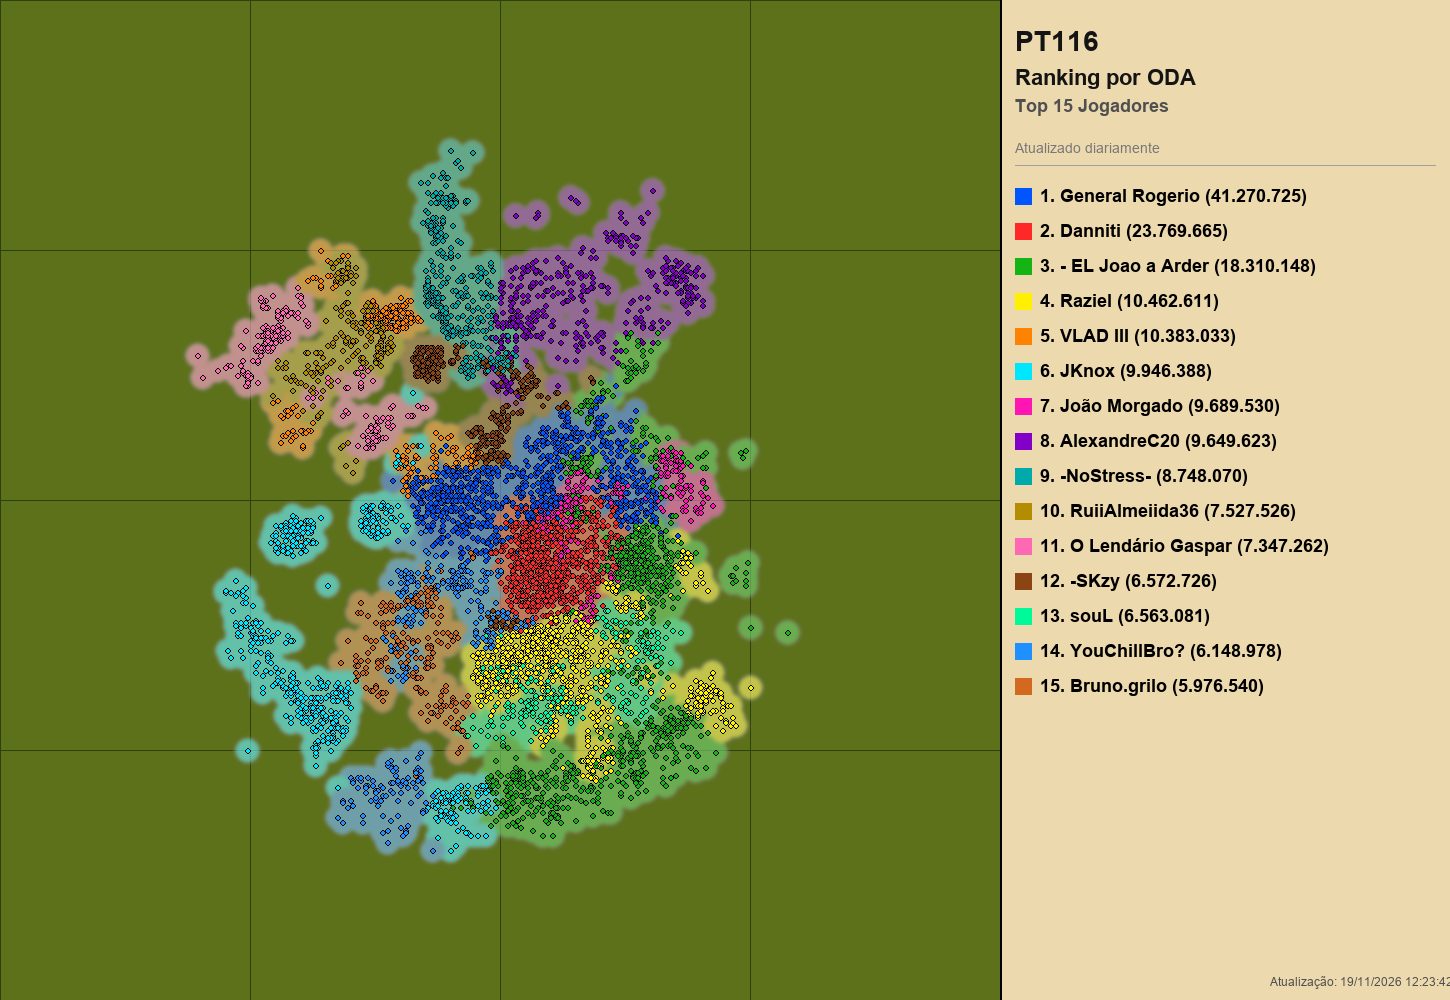 PT116
Ranking por ODA
Top 15 Jogadores
Atualizado diariamente
1. General Rogerio (41.270.725)
2. Danniti (23.769.665)
3. - EL Joao a Arder (18.310.148)
4. Raziel (10.462.611)
5. VLAD III (10.383.033)
6. JKnox (9.946.388)
7. João Morgado (9.689.530)
8. AlexandreC20 (9.649.623)
9. -NoStress- (8.748.070)
10. RuiiAlmeiida36 (7.527.526)
11. O Lendário Gaspar (7.347.262)
12. -SKzy (6.572.726)
13. souL (6.563.081)
14. YouChillBro? (6.148.978)
15. Bruno.grilo (5.976.540)
Atualização: 19/11/2026 12:23:42